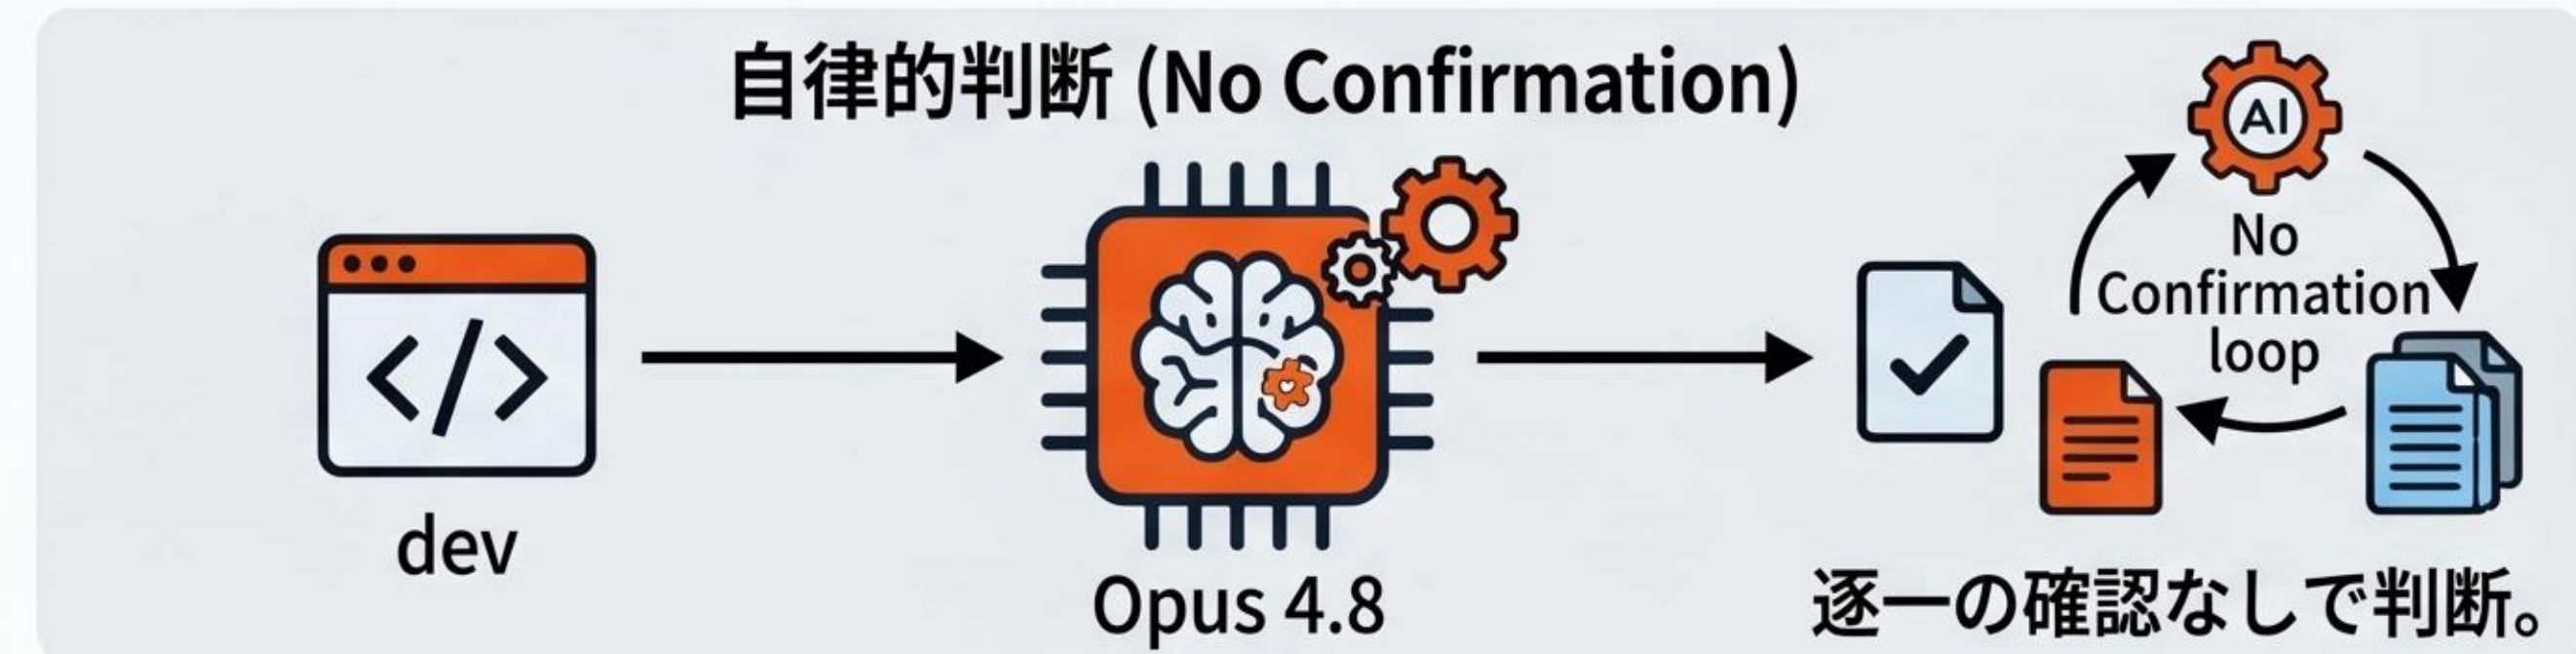 自律的判断 (No Confirmation)
dev
Opus 4.8
AI
No
Confirmation
loop
逐一の確認なしで判断。